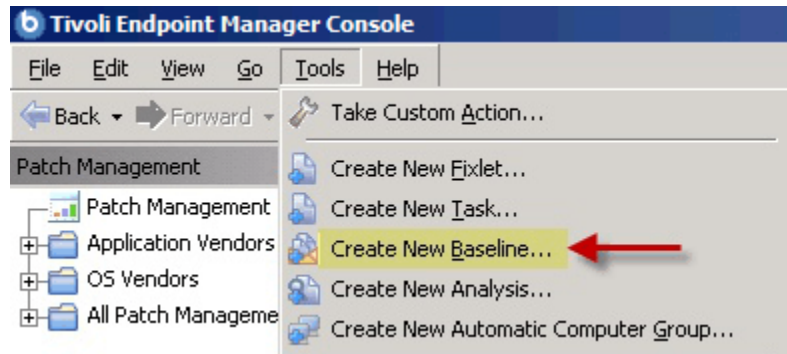 Tivoli Endpoint Manager Console
File Edit View Go Tools Help
Back Forward
Take Custom Action...
Patch Management
Create New Fixlet...
Patch Management
Create New Task...
Application Vendors
Create New Baseline...
OS Vendors
Create New Analysis...
All Patch Manageme
Create New Automatic Computer Group...